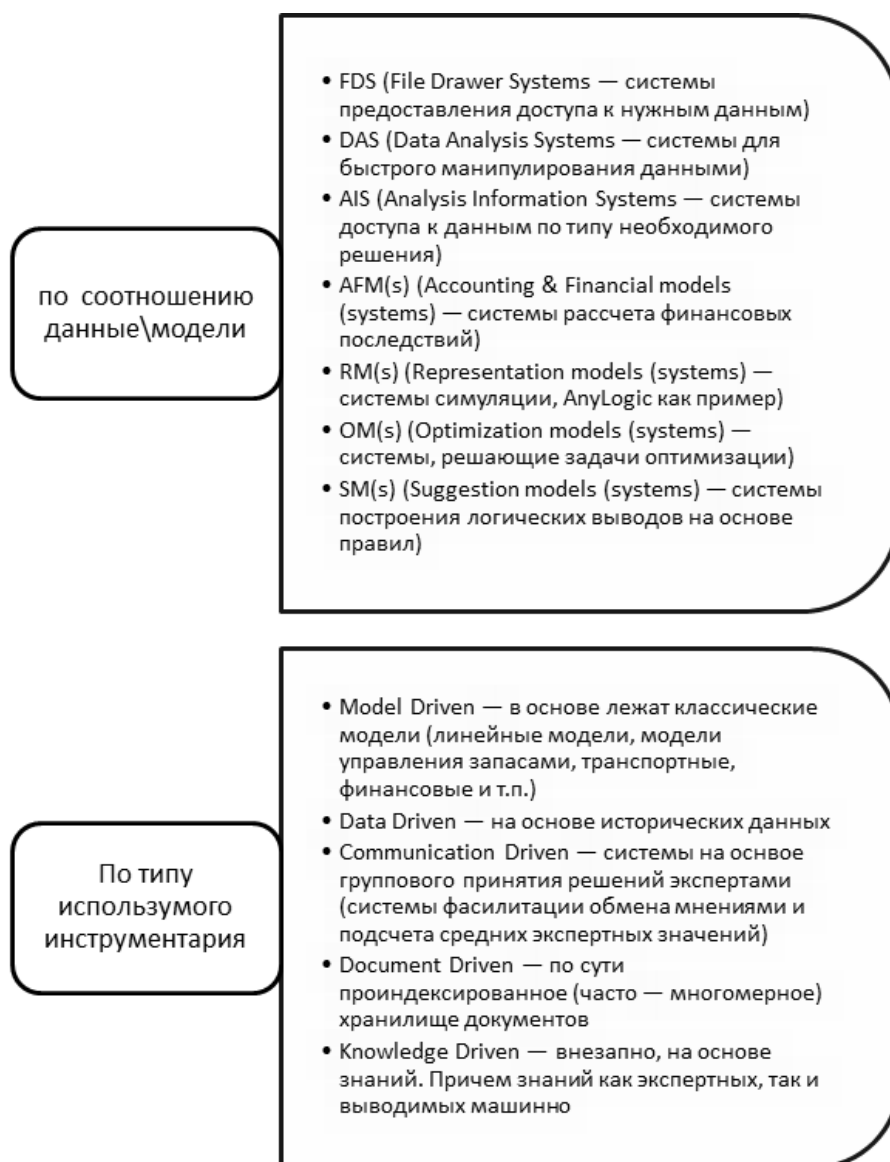 по соотношению
данные\модели
• FDS (File Drawer Systems — системы
предоставления доступа к нужным данным)
• DAS (Data Analysis Systems — системы для
быстрого манипулирования данными)
• AIS (Analysis Information Systems — системы
доступа к данным по типу необходимого
решения)
• AFM(s) (Accounting & Financial models
(systems) — системы рассчета финансовых
последствий)
• RM(s) (Representation models (systems) —
системы симуляции, AnyLogic как пример)
• OM(s) (Optimization models (systems) —
системы, решающие задачи оптимизации)
• SM(s) (Suggestion models (systems) — системы
построения логических выводов на основе
правил)
По типу
использумого
инструментария
• Model Driven — в основе лежат классические
модели (линейные модели, модели
управления запасами, транспортные,
финансовые и т.п.)
• Data Driven — на основе исторических данных
• Communication Driven — системы на оснвое
группового принятия решений экспертами
(системы фасилитации обмена мнениями и
подсчета средних экспертных значений)
• Document Driven — по сути
проиндексированное (часто — многомерное)
хранилище документов
• Knowledge Driven — внезапно, на основе
знаний. Причем знаний как экспертных, так и
выводимых машинно